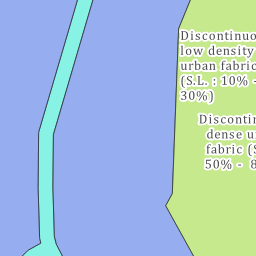 Discontinuo
low density
urban fabric
(S.L. : 10% -
30%)
Discontin
dense u
fabric (S
50% - 8